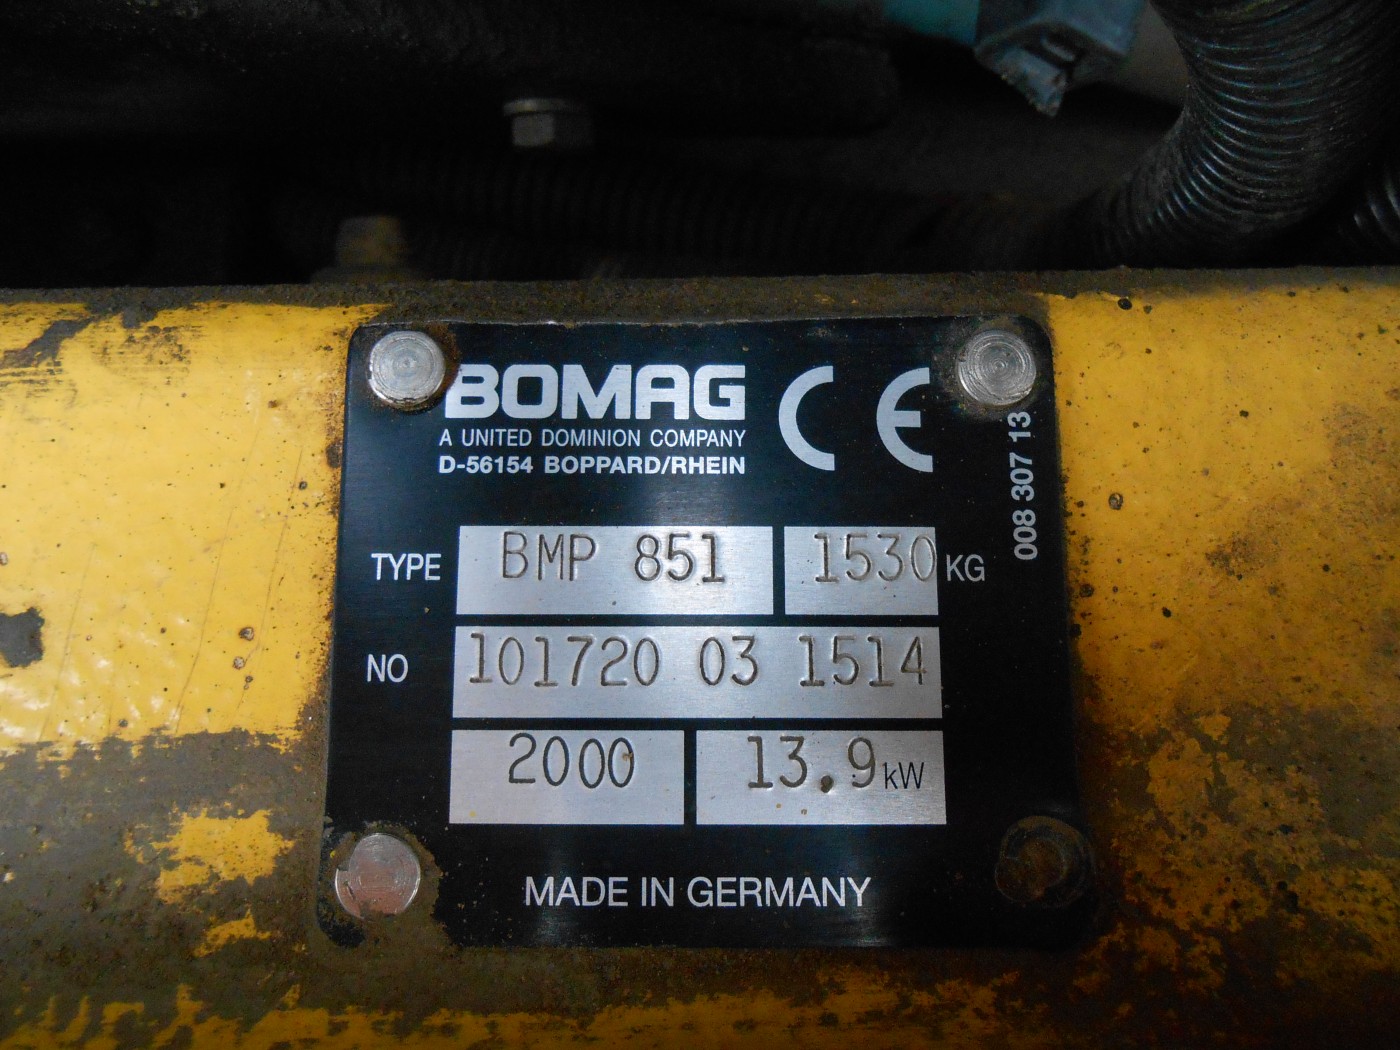 BOMAG CE
A UNITED DOMINION COMPANY
D-56154 BOPPARD/RHEIN
008 307 13
TYPE BMP 851 1530 KG
NO 101720 03 1514
2000 13.9 kW
MADE IN GERMANY